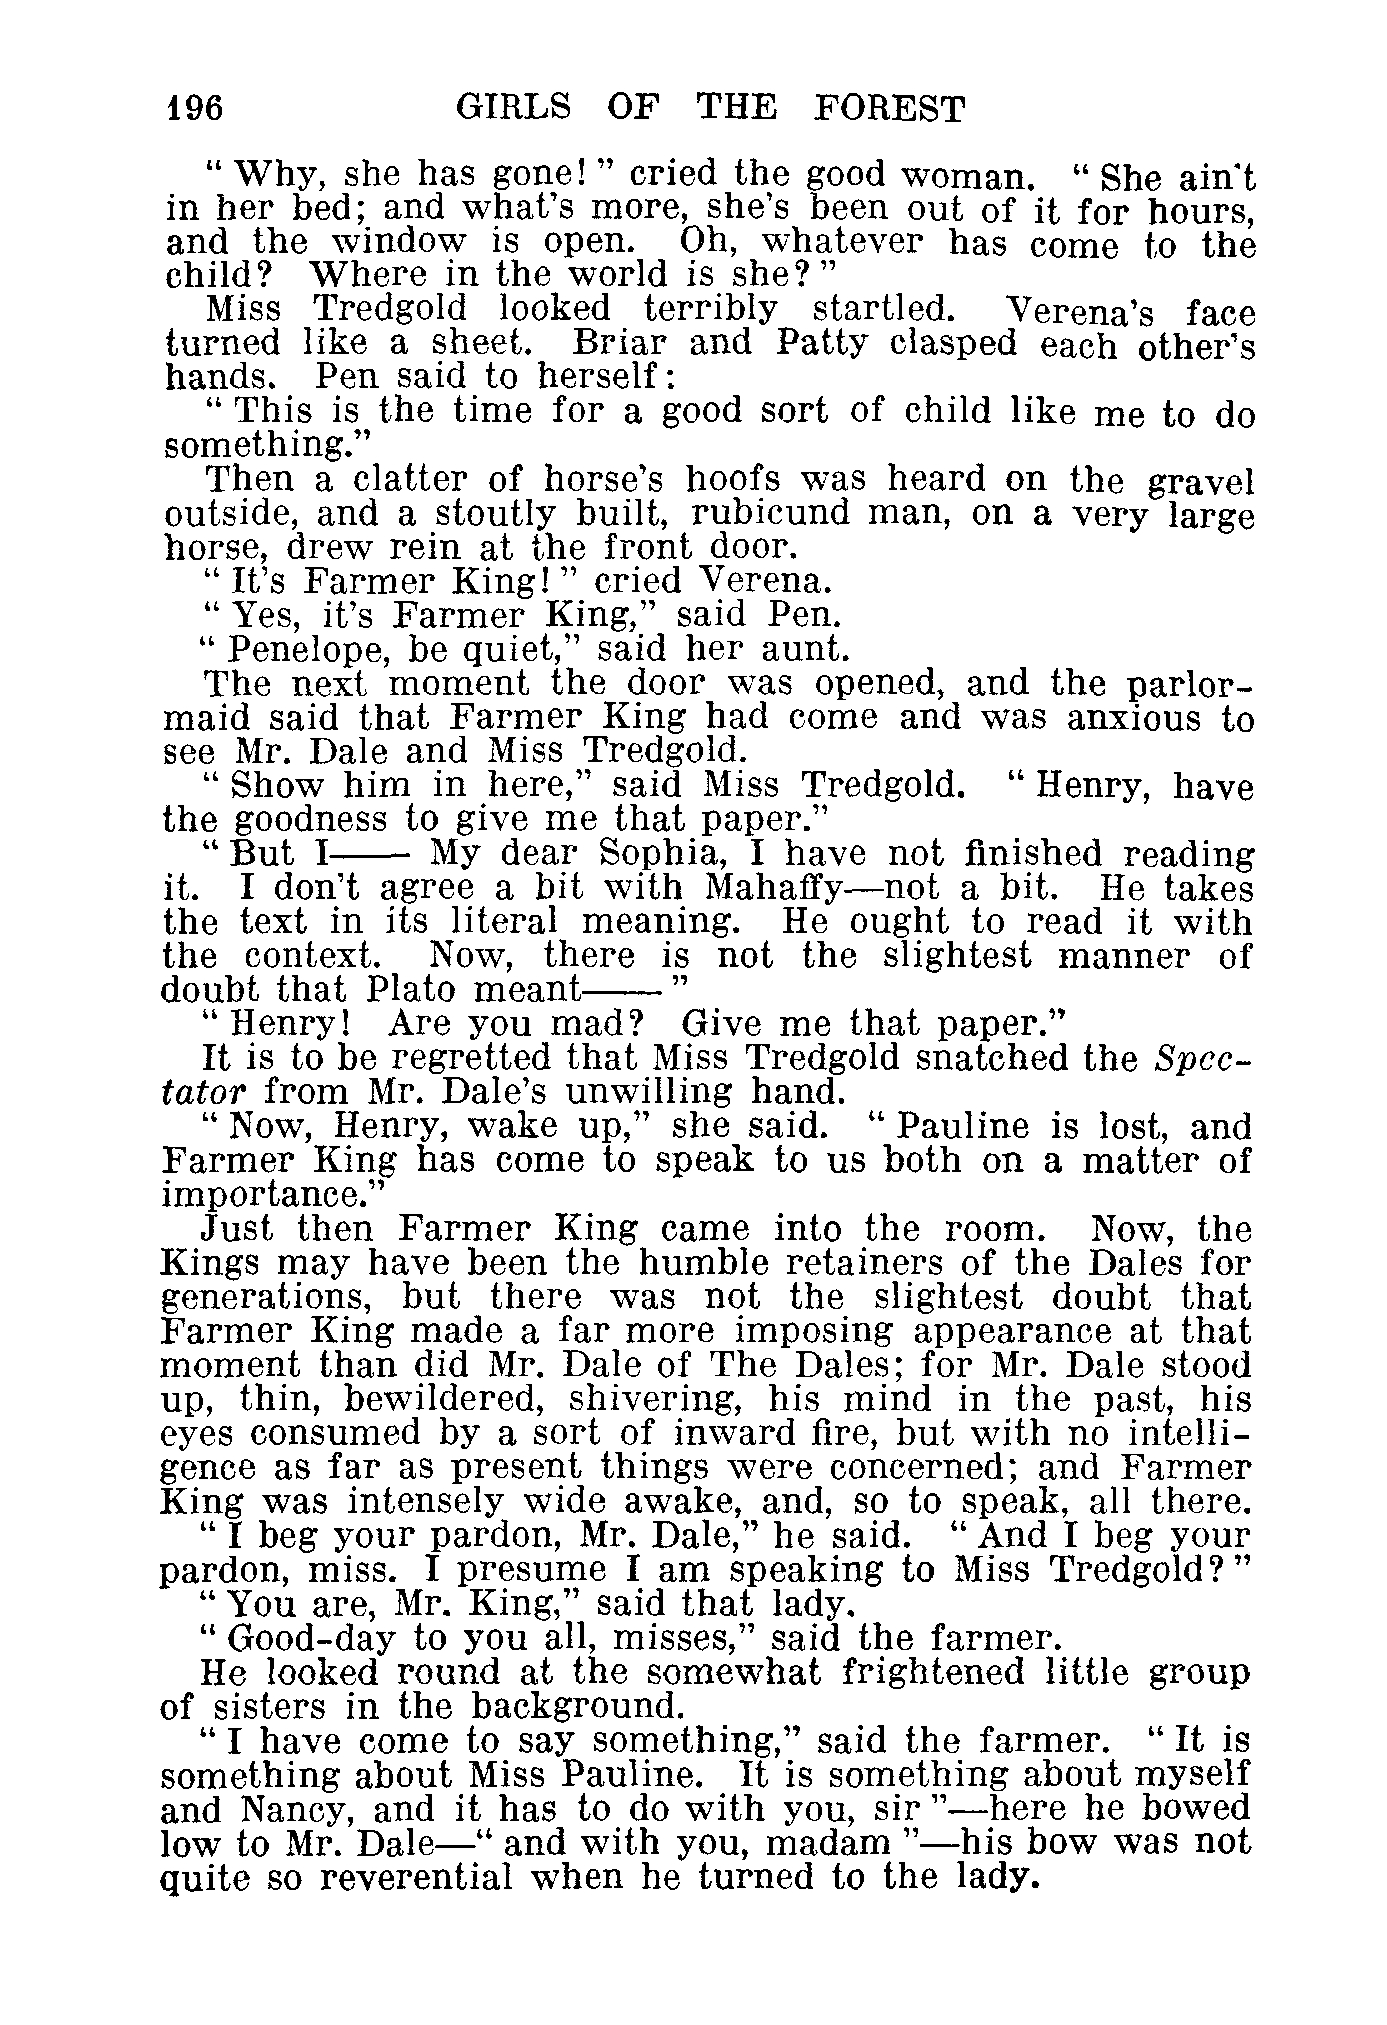 196 GIRLS OF THE FOREST
“ Why, she has gone! ” cried the good woman. “ She ain't
in her bed; and what's more, she's been out of it for hours,
and the window is open. Oh, whatever has come to the
child? Where in the world is she? ”
Miss Tredgold looked terribly startled. Verena's face
turned like a sheet. Briar and Patty clasped each other's
hands. Pen said to herself:
“ This is the time for a good sort of child like me to do
something.”
Then a clatter of horse's hoofs was heard on the gravel
outside, and a stoutly built, rubicund man, on a very large
horse, drew rein at the front door.
“ It's Farmer King! ” cried Verena.
“ Yes, it's Farmer King,” said Pen.
“ Penelope, be quiet,” said her aunt.
The next moment the door was opened, and the parlor-
maid said that Farmer King had come and was anxious to
see Mr. Dale and Miss Tredgold.
“ Show him in here,” said Miss Tredgold. “ Henry, have
the goodness to give me that paper.”
“ But I—— My dear Sophia, I have not finished reading
it. I don't agree a bit with Mahaffy—not a bit. He takes
the text in its literal meaning. He ought to read it with
the context. Now, there is not the slightest manner of
doubt that Plato meant—— ”
“ Henry! Are you mad? Give me that paper.”
It is to be regretted that Miss Tredgold snatched the Spec-
tator from Mr. Dale's unwilling hand.
“ Now, Henry, wake up,” she said. “ Pauline is lost, and
Farmer King has come to speak to us both on a matter of
importance.”
Just then Farmer King came into the room. Now, the
Kings may have been the humble retainers of the Dales for
generations, but there was not the slightest doubt that
Farmer King made a far more imposing appearance at that
moment than did Mr. Dale of The Dales; for Mr. Dale stood
up, thin, bewildered, shivering, his mind in the past, his
eyes consumed by a sort of inward fire, but with no intelli-
gence as far as present things were concerned; and Farmer
King was intensely wide awake, and, so to speak, all there.
“ I beg your pardon, Mr. Dale,” he said. “ And I beg your
pardon, miss. I presume I am speaking to Miss Tredgold? ”
“ You are, Mr. King,” said that lady.
“ Good-day to you all, misses,” said the farmer.
He looked round at the somewhat frightened little group
of sisters in the background.
“ I have come to say something,” said the farmer. “ It is
something about Miss Pauline. It is something about myself
and Nancy, and it has to do with you, sir ”—here he bowed
low to Mr. Dale—“ and with you, madam ”—his bow was not
quite so reverential when he turned to the lady.